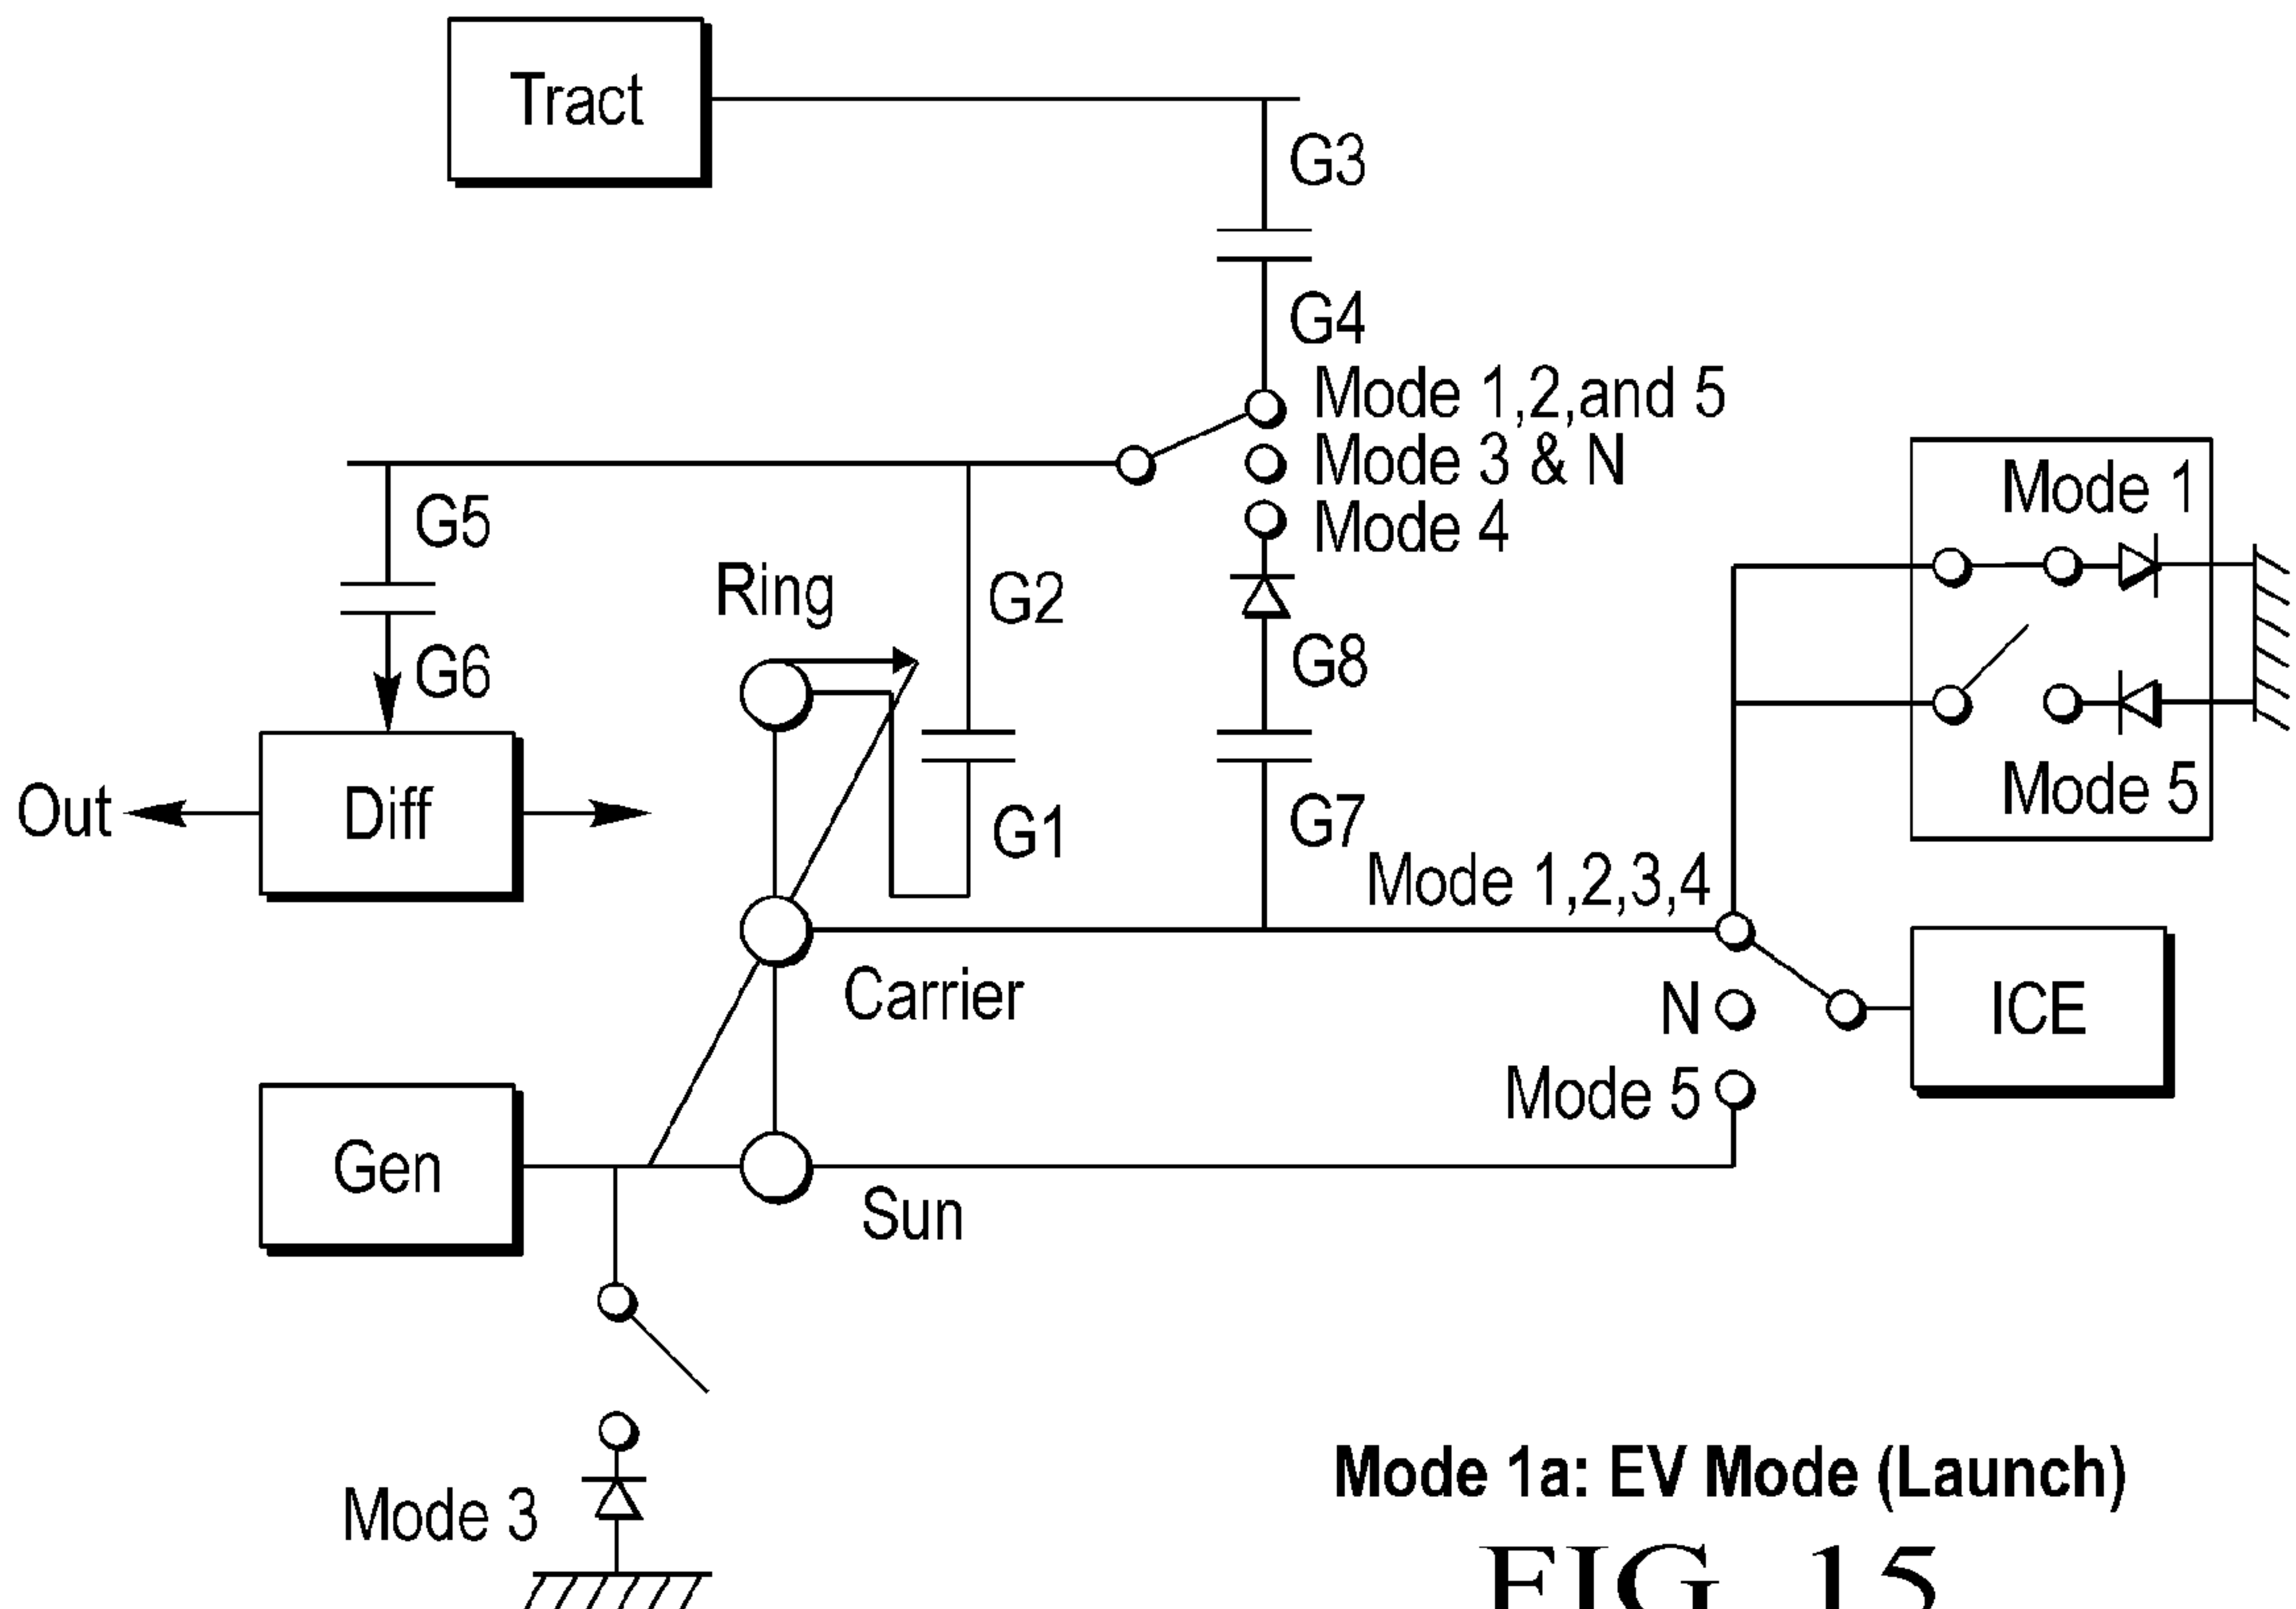 Tract
G3
G4
Mode 1,2,and 5
Mode 3 & N
Mode 4
G5
G6
Ring
G2
G8
Mode 1
Mode 5
Out
Diff
G1
G7
Mode 1,2,3,4
Carrier
N
ICE
Mode 5
Gen
Sun
Mode 3
Mode 1a: EV Mode (Launch)
FIG. 15